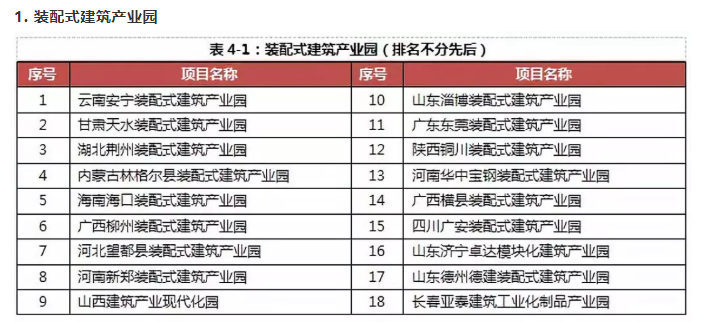 1. 装配式建筑产业园
表 4-1：装配式建筑产业园（排名不分先后）
序号 项目名称 序号 项目名称
1 云南安宁装配式建筑产业园 10 山东淄博装配式建筑产业园
2 甘肃天水装配式建筑产业园 11 广东东莞装配式建筑产业园
3 湖北荆州装配式建筑产业园 12 陕西铜川装配式建筑产业园
4 内蒙古林格尔县装配式建筑产业园 13 河南华中宝钢装配式建筑产业园
5 海南海口装配式建筑产业园 14 广西横县装配式建筑产业园
6 广西柳州装配式建筑产业园 15 四川广安装配式建筑产业园
7 河北望都县装配式建筑产业园 16 山东济宁卓达模块化建筑产业园
8 河南新郑装配式建筑产业园 17 山东德州德建装配式建筑产业园
9 山西建筑产业现代化园 18 长春亚泰建筑工业化制品产业园